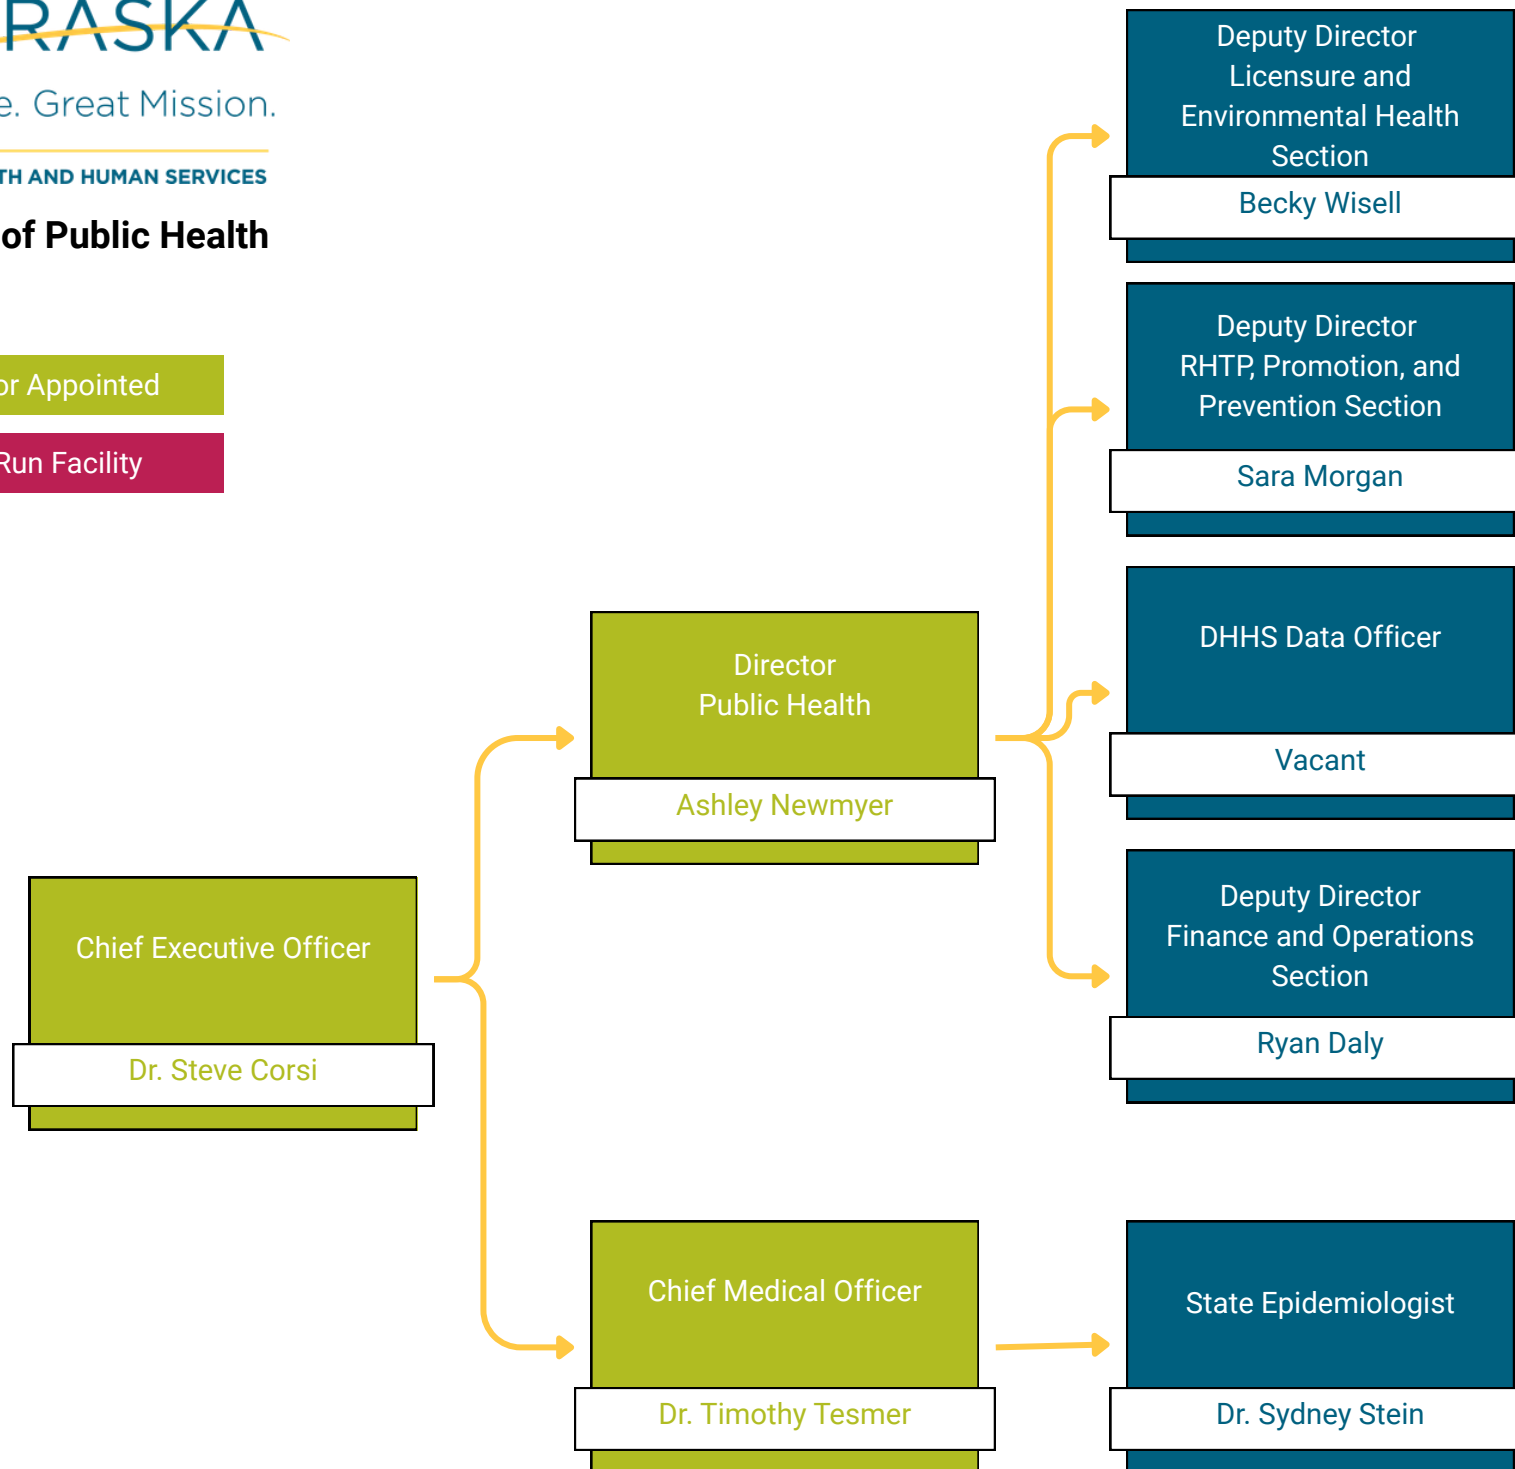 RASKA
e. Great Mission.
TH AND HUMAN SERVICES
of Public Health
or Appointed
Run Facility
Chief Executive Officer
Dr. Steve Corsi
Director
Public Health
Ashley Newmyer
Chief Medical Officer
Dr. Timothy Tesmer
Deputy Director
Licensure and
Environmental Health
Section
Becky Wisell
Deputy Director
RHTP, Promotion, and
Prevention Section
Sara Morgan
DHHS Data Officer
Vacant
Deputy Director
Finance and Operations
Section
Ryan Daly
State Epidemiologist
Dr. Sydney Stein